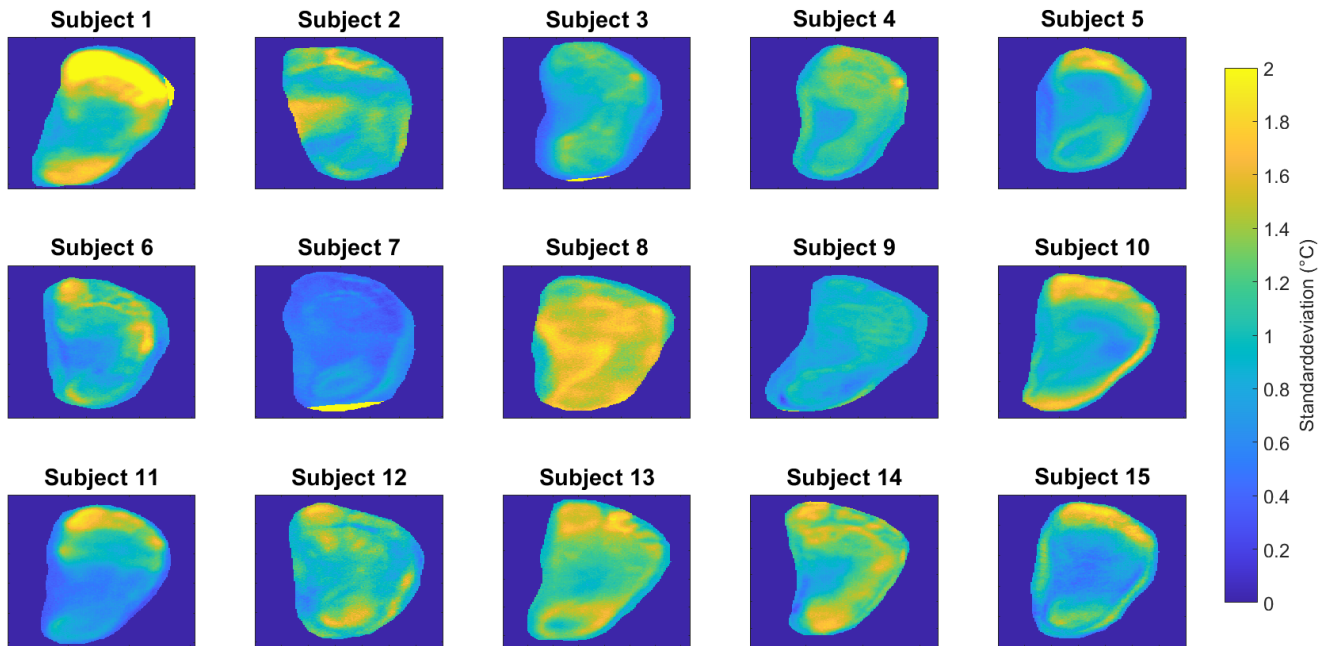 Subject 1
Subject 2
Subject 3
Subject 4
Subject 5
Subject 6
Subject 7
Subject 8
Subject 9
Subject 10
Subject 11
Subject 12
Subject 13
Subject 14
Subject 15
2
1.8
1.6
1.4
1.2
1
0.8
0.6
0.4
0.2
0
Standarddeviation (°C)